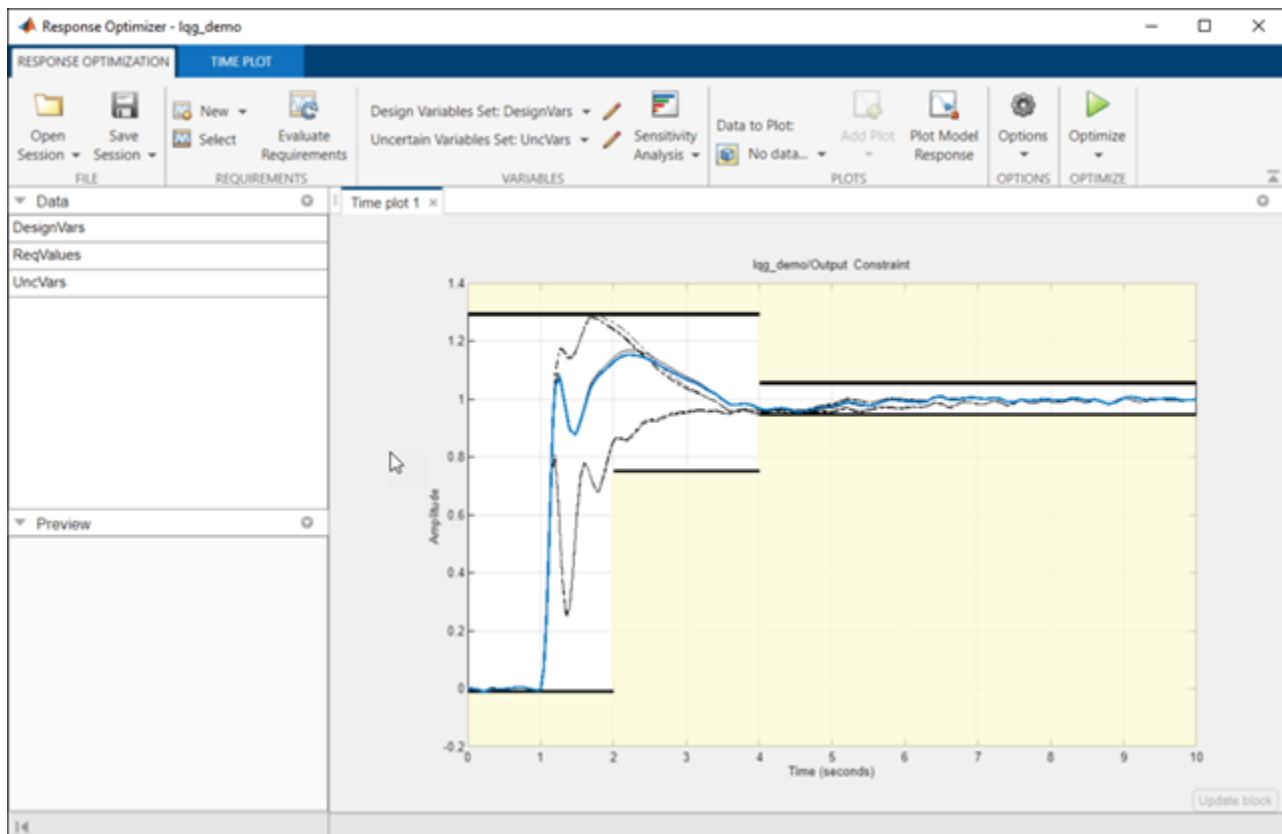 Response Optimizer - lqg_demo
RESPONSE OPTIMIZATION TIME PLOT
Open Session
Save Session
FILE
New
Select
Evaluate Requirements
REQUIREMENTS
Design Variables Set: DesignVars
Uncertain Variables Set: UncVars
Sensitivity Analysis
VARIABLES
Data to Plot:
No data...
Add Plot
Plot Model Response
PLOTS
Options
OPTIONS
Optimize
OPTIMIZE
Data
DesignVars
ReqValues
UncVars
Preview
Time plot 1
lqg_demo/Output Constraint
1.4
1.2
1
0.8
0.6
0.4
0.2
0
-0.2
Amplitude
0 1 2 3 4 5 6 7 8 9 10
Time (seconds)
Update block